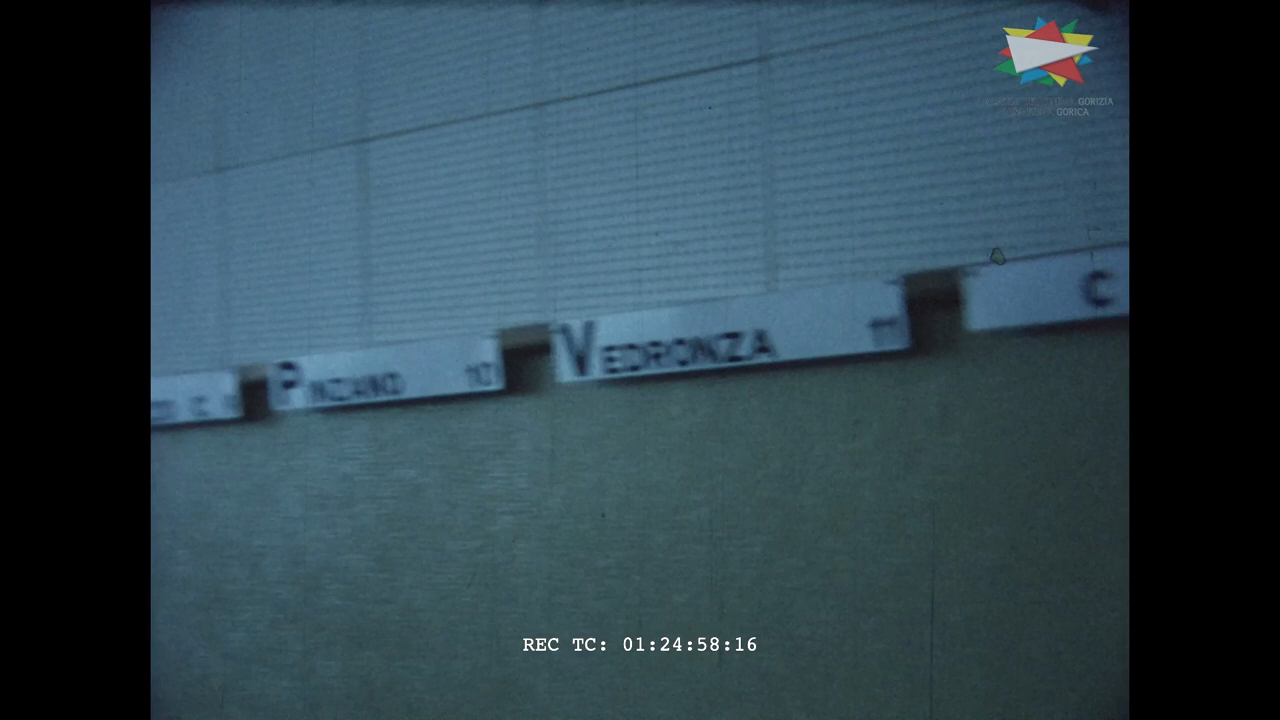 GORIZIA
GORICA
PINZANO 10
VEDRONZA 11
C
REC TC: 01:24:58:16